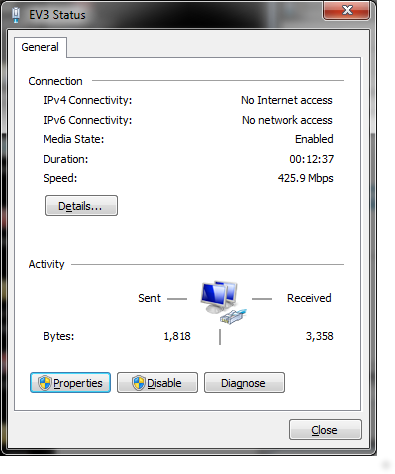 EV3 Status
General
Connection
IPv4 Connectivity: No Internet access
IPv6 Connectivity: No network access
Media State: Enabled
Duration: 00:12:37
Speed: 425.9 Mbps
Details...
Activity
Sent Received
Bytes: 1,818 3,358
Properties Disable Diagnose
Close